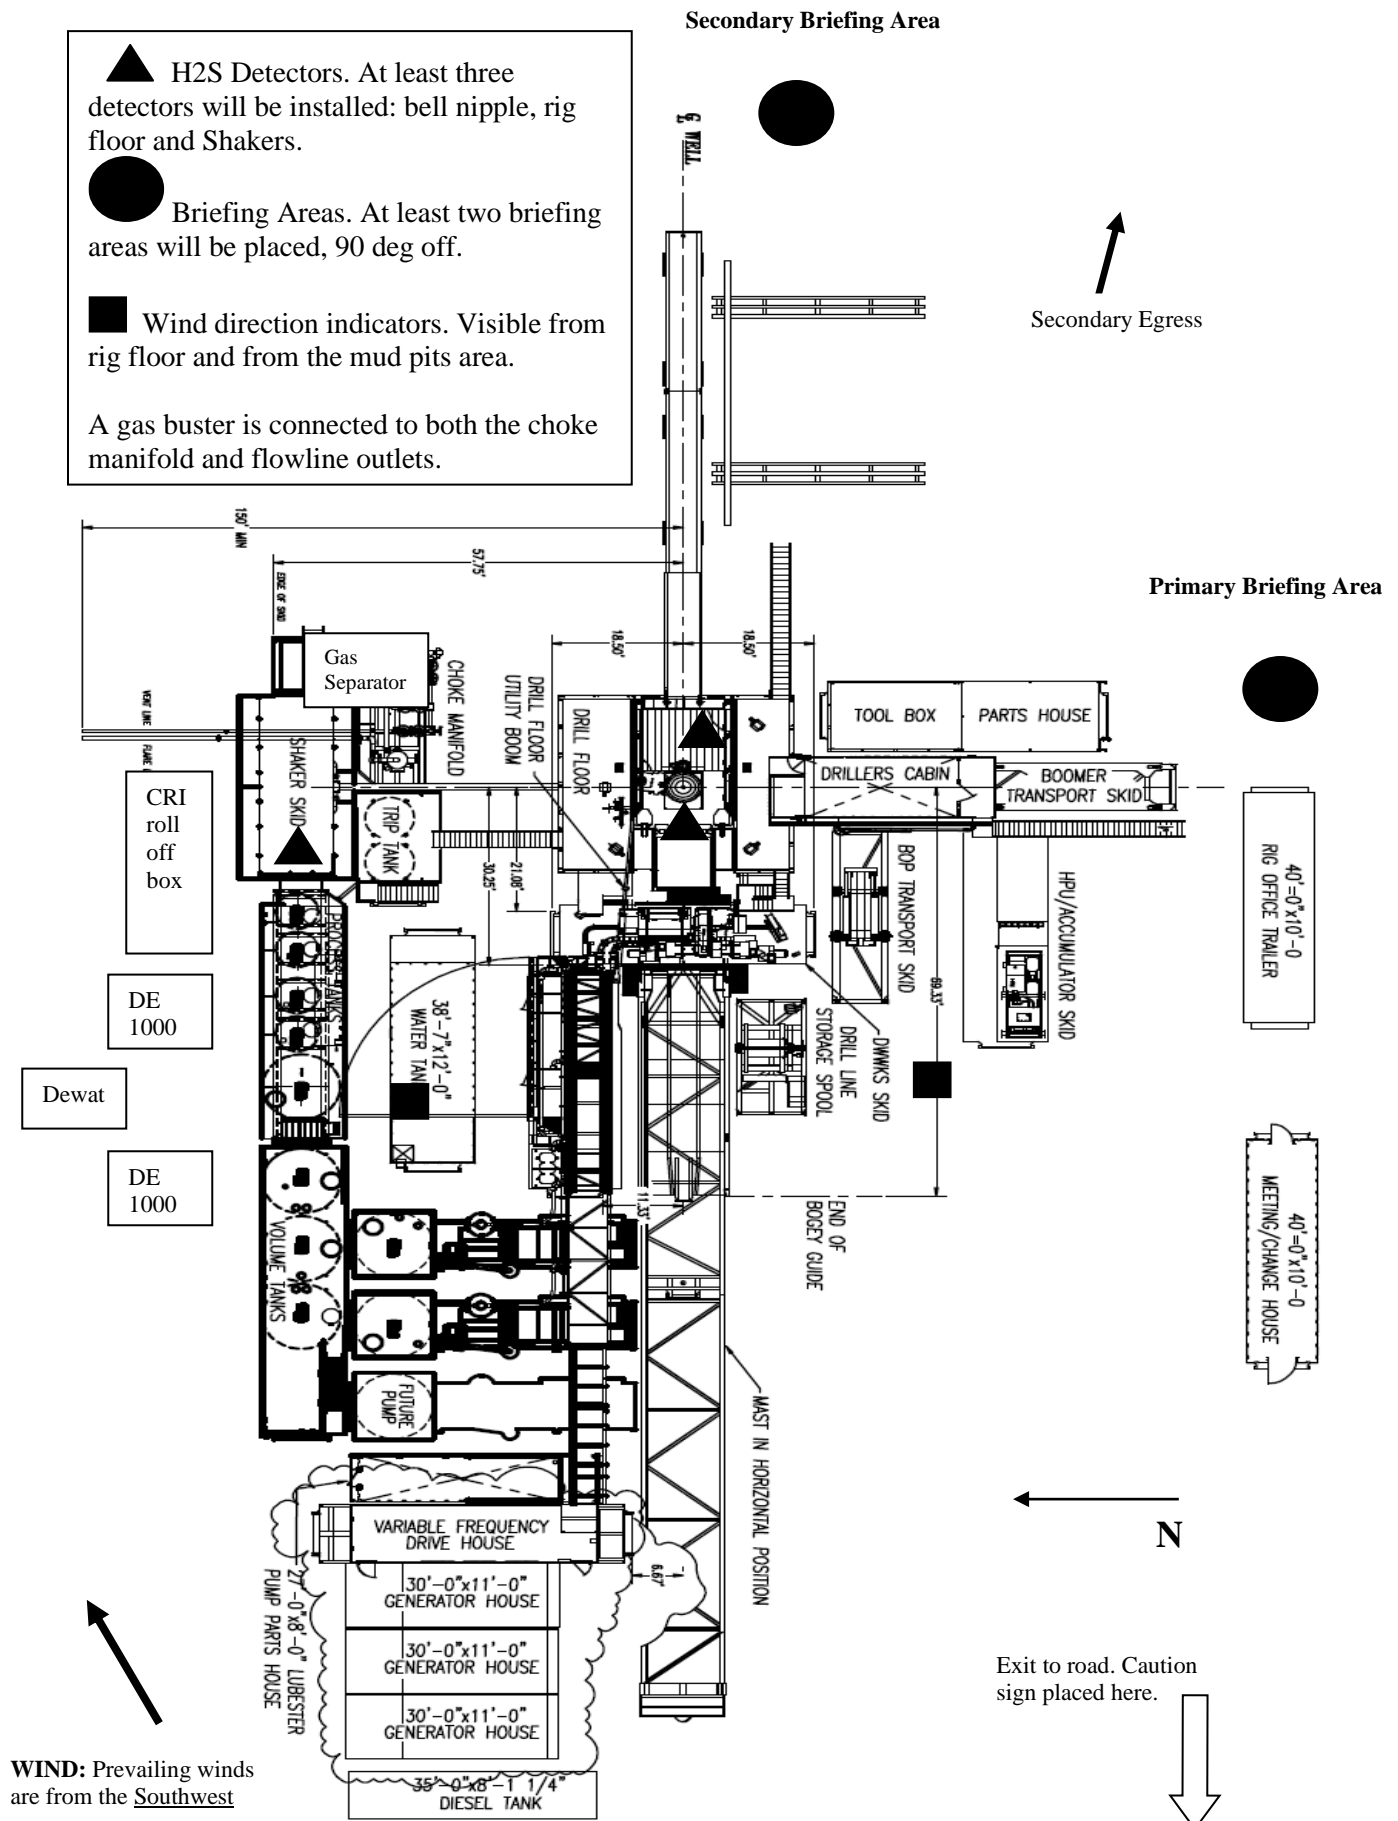 Secondary Briefing Area
H2S Detectors. At least three
detectors will be installed: bell nipple, rig
floor and Shakers.
Briefing Areas. At least two briefing
areas will be placed, 90 deg off.
Wind direction indicators. Visible from
rig floor and from the mud pits area.
A gas buster is connected to both the choke
manifold and flowline outlets.
WELL
Secondary Egress
150' MIN
57.75'
EDGE OF SKID
Primary Briefing Area
18.50'
18.50'
Gas
Separator
CHOKE MANIFOLD
DRILL FLOOR
UTILITY BOOM
DRILL FLOOR
TOOL BOX
PARTS HOUSE
VENT LINE
SHAKER SKID
DRILLERS CABIN
BOOMER
TRANSPORT SKID
CRI
roll
off
box
TRIP TANK
30.25'
21.08'
BOP TRANSPORT SKID
HPU/ACCUMULATOR SKID
40'=0"x10'-0
RIG OFFICE TRAILER
DE
1000
38'-7"x12'-0"
89.33'
DRILL LINE
STORAGE SPOOL
DWWKS SKID
Dewat
DE
1000
11.33'
END OF
BOGEY GUIDE
40'=0"x10'-0
MEETING/CHANGE HOUSE
VOLUME TANKS
FUTURE
PUMP
MAST IN HORIZONTAL POSITION
N
VARIABLE FREQUENCY
DRIVE HOUSE
6.67'
27'-0"x8'-0" LUBESTER
PUMP PARTS HOUSE
30'-0"x11'-0"
GENERATOR HOUSE
30'-0"x11'-0"
GENERATOR HOUSE
30'-0"x11'-0"
GENERATOR HOUSE
Exit to road. Caution
sign placed here.
WIND: Prevailing winds
are from the Southwest
35'-0"x8'-1 1/4"
DIESEL TANK